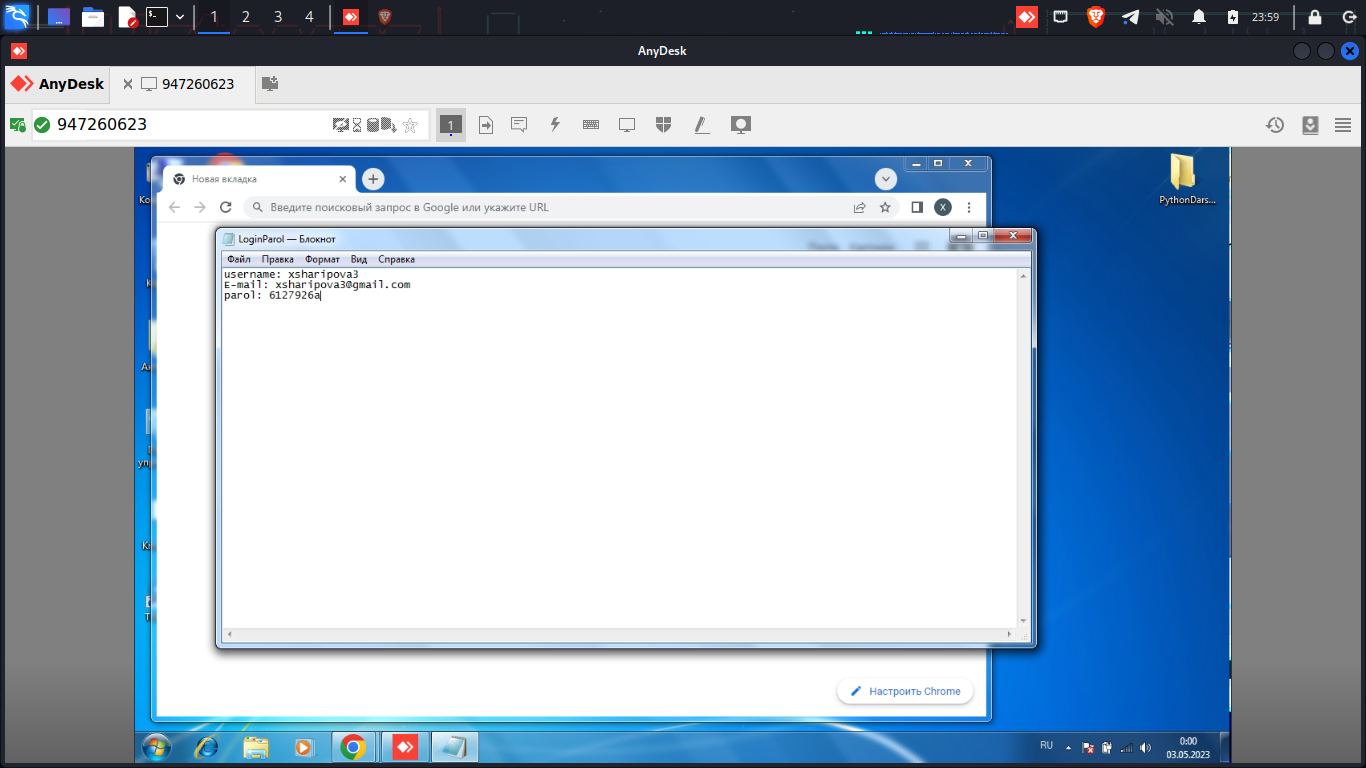 1 2 3 4
23:59
AnyDesk
AnyDesk
947260623
947260623
1
PythonDars...
Новая вкладка
Введите поисковый запрос в Google или укажите URL
X
LoginParol — Блокнот
Файл Правка Формат Вид Справка
username: xsharipova3
E-mail: xsharipova3@gmail.com
parol: 6127926a
Настроить Chrome
RU
0:00
03.05.2023